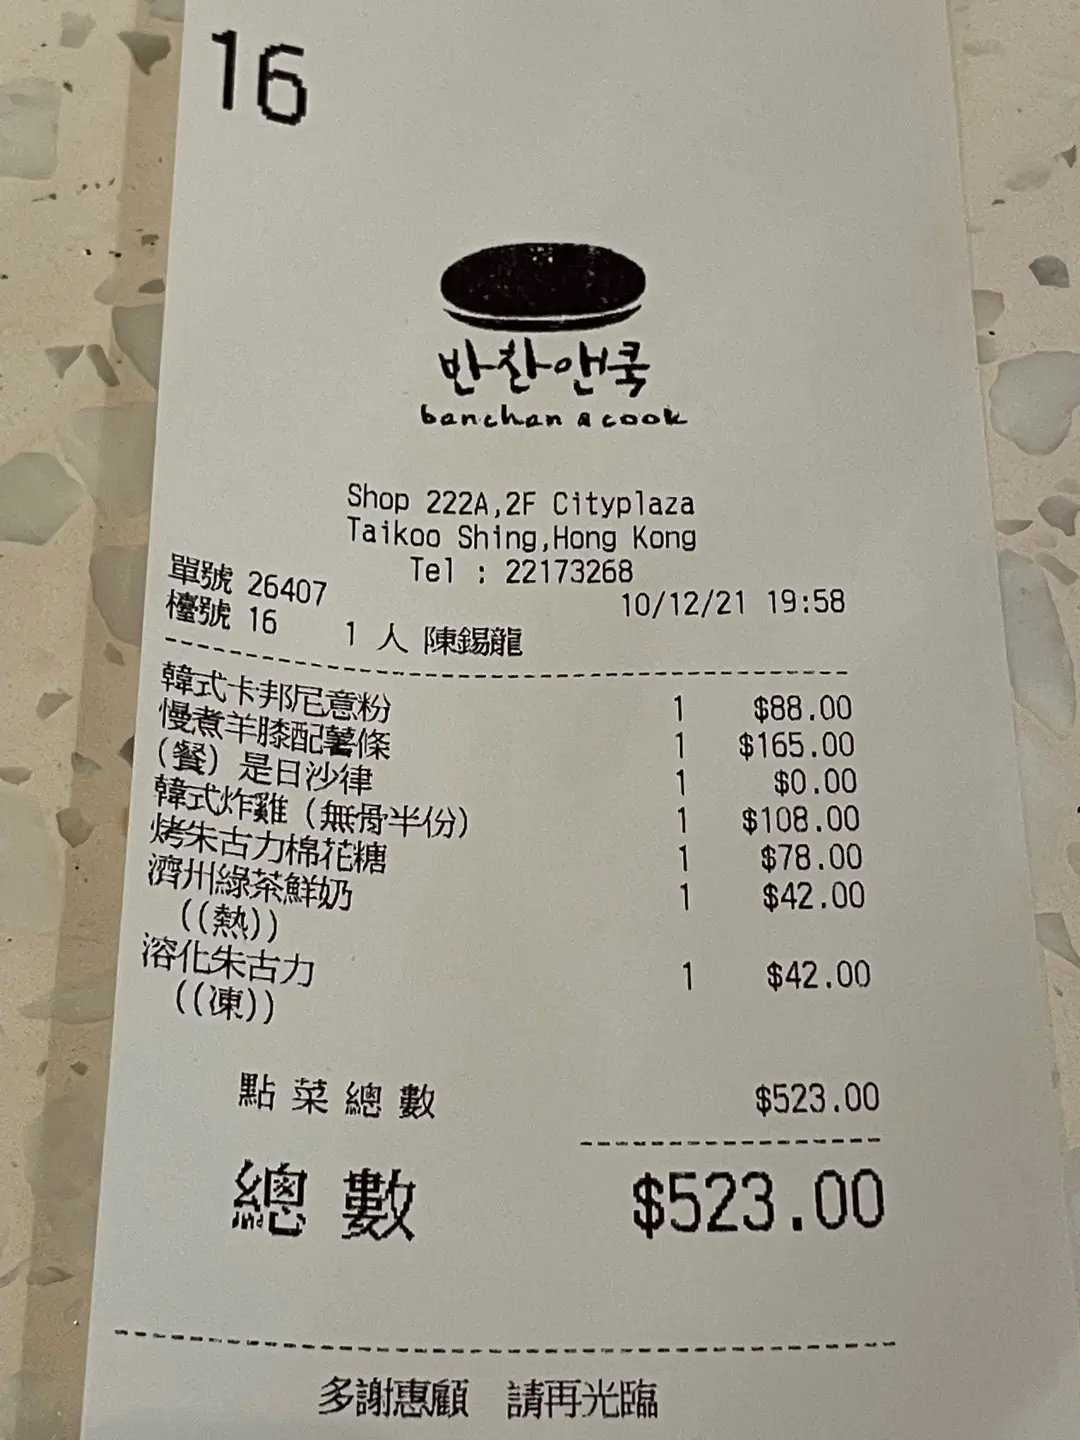 16
반찬앤쿡
banchan & cook
Shop 222A,2F Cityplaza
Taikoo Shing,Hong Kong
Tel : 22173268
單號 26407
10/12/21 19:58
檯號 16 1 人 陳錫龍
韓式卡邦尼意粉 1 $88.00
慢煮羊膝配薯條 1 $165.00
(餐) 是日沙律 1 $0.00
韓式炸雞 (無骨半份) 1 $108.00
烤朱古力棉花糖 1 $78.00
濟州綠茶鮮奶 1 $42.00
((熱))
溶化朱古力 1 $42.00
((凍))
點菜總數 $523.00
總數 $523.00
多謝惠顧 請再光臨